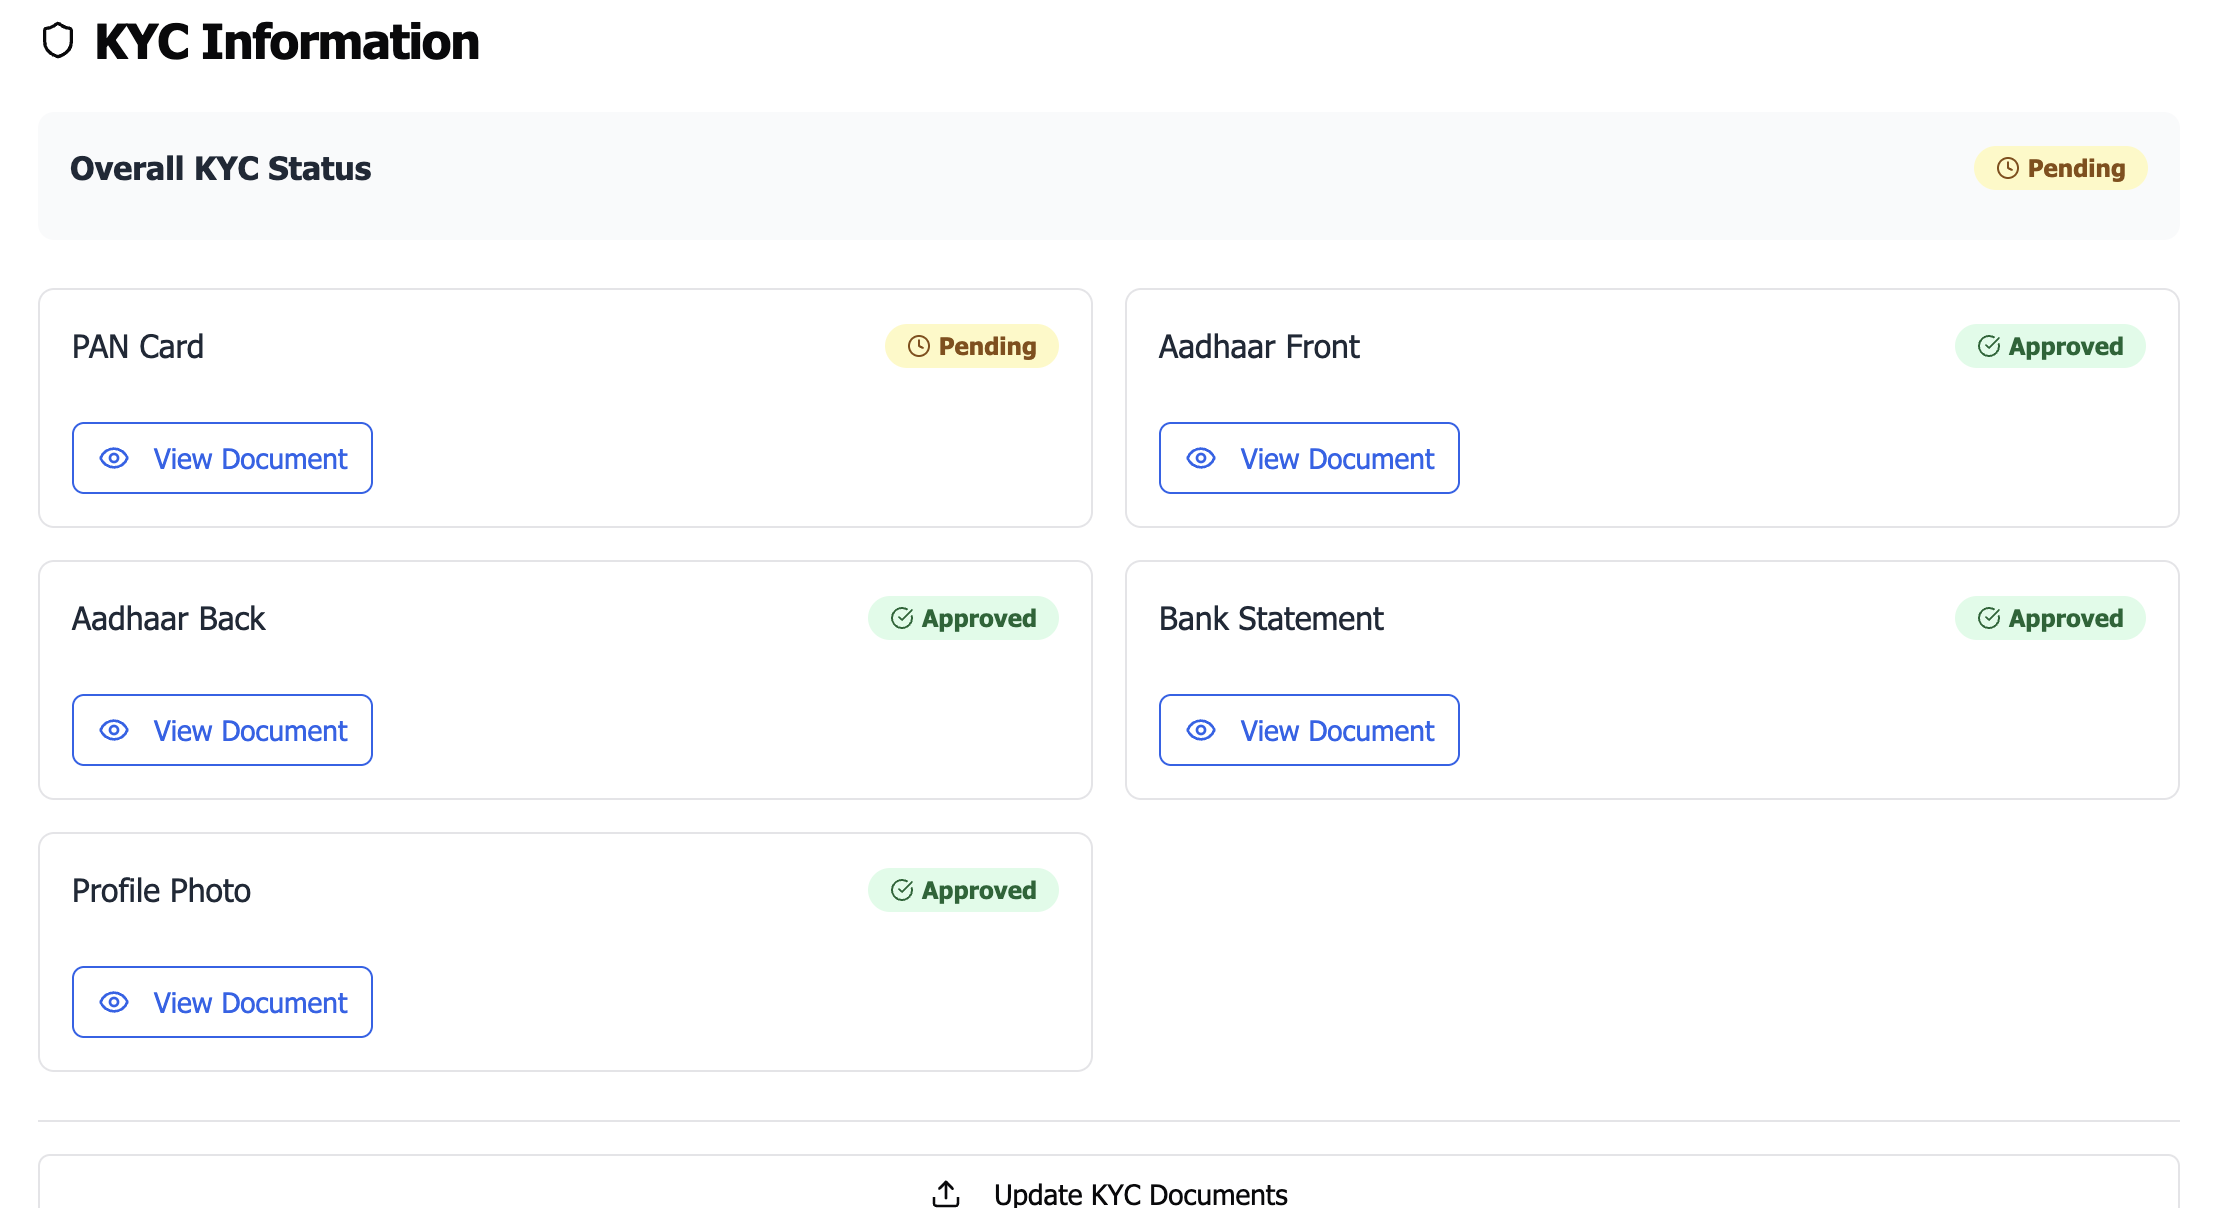 KYC Information
Overall KYC Status
Pending
PAN Card
Pending
View Document
Aadhaar Front
Approved
View Document
Aadhaar Back
Approved
View Document
Bank Statement
Approved
View Document
Profile Photo
Approved
View Document
Update KYC Documents